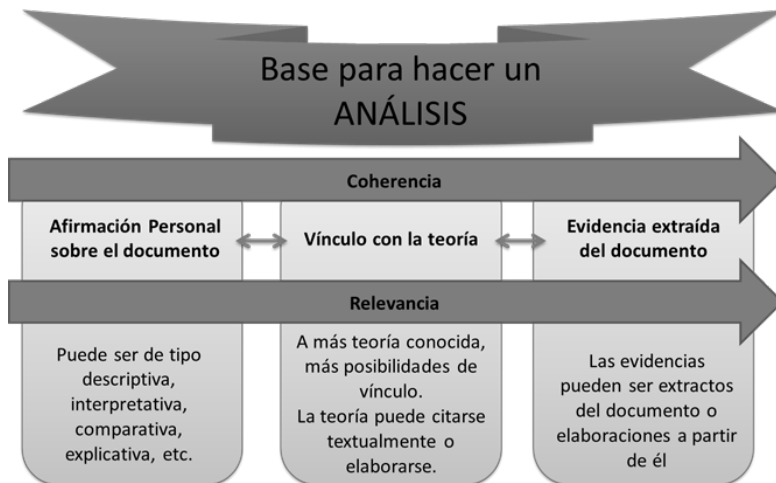 Base para hacer un
ANÁLISIS
Coherencia
Afirmación Personal
sobre el documento
Vínculo con la teoría
Evidencia extraída
del documento
Relevancia
Puede ser de tipo
descriptiva,
interpretativa,
comparativa,
explicativa, etc.
A más teoría conocida,
más posibilidades de
vínculo.
La teoría puede citarse
textualmente o
elaborarse.
Las evidencias
pueden ser extractos
del documento o
elaboraciones a partir
de él